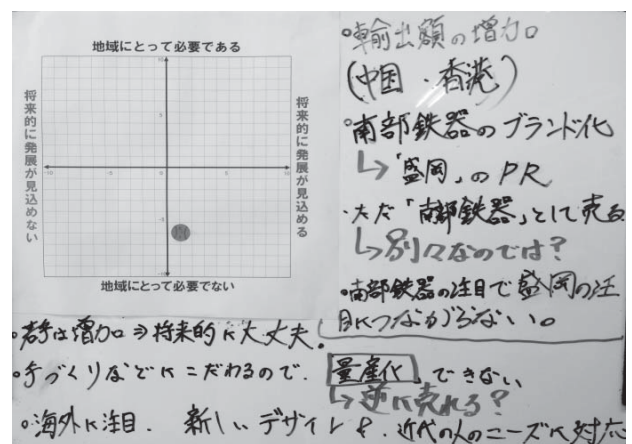 地域にとって必要である
将来的に発展が見込めない
将来的に発展が見込める
地域にとって必要でない
。輸出額の増加。
(中国・香港)
。南部鉄器のブランド化
↳「盛岡」のPR
・ただ「南部鉄器」として売る
↳別々なのでは?
・南部鉄器の注目で盛岡の注
目につながらない。
。若手は増加⇒将来的に大丈夫。
。手づくりなどにこだわるので、量産化できない
↳逆に売れる?
。海外に注目. 新しいデザインを、近代の人のニーズに対応